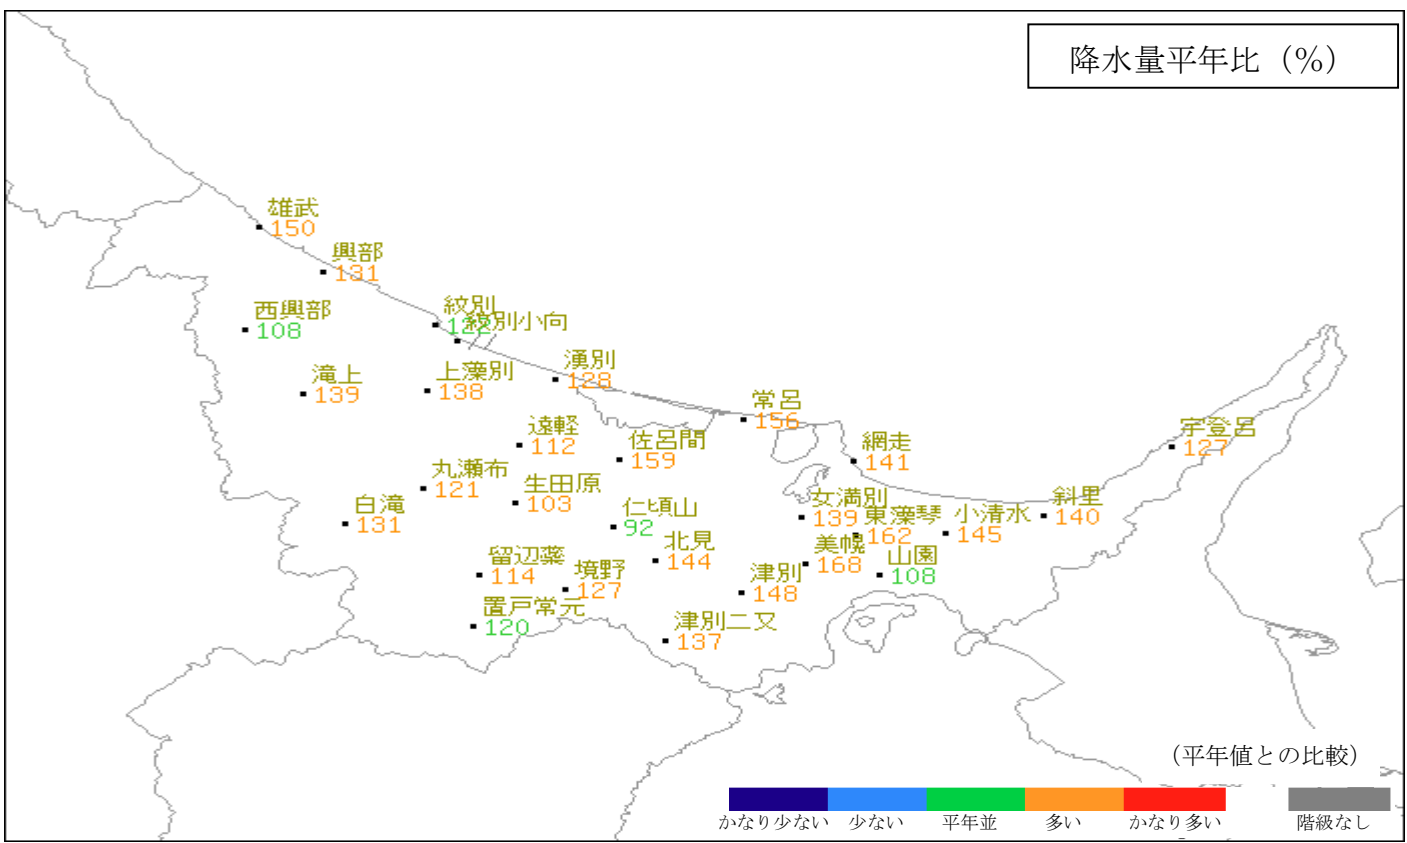 降水量平年比（％）
雄武
150
興部
131
西興部
108
紋別
122
紋別小向
滝上
139
上藻別
138
湧別
128
常呂
156
遠軽
112
佐呂間
159
網走
141
宇登呂
127
丸瀬布
121
生田原
103
白滝
131
仁頃山
92
女満別
139
東藻琴
162
小清水
145
斜里
140
北見
144
美幌
168
山園
108
留辺蘂
114
境野
127
津別
148
置戸常元
120
津別二又
137
（平年値との比較）
かなり少ない 少ない 平年並 多い かなり多い 階級なし